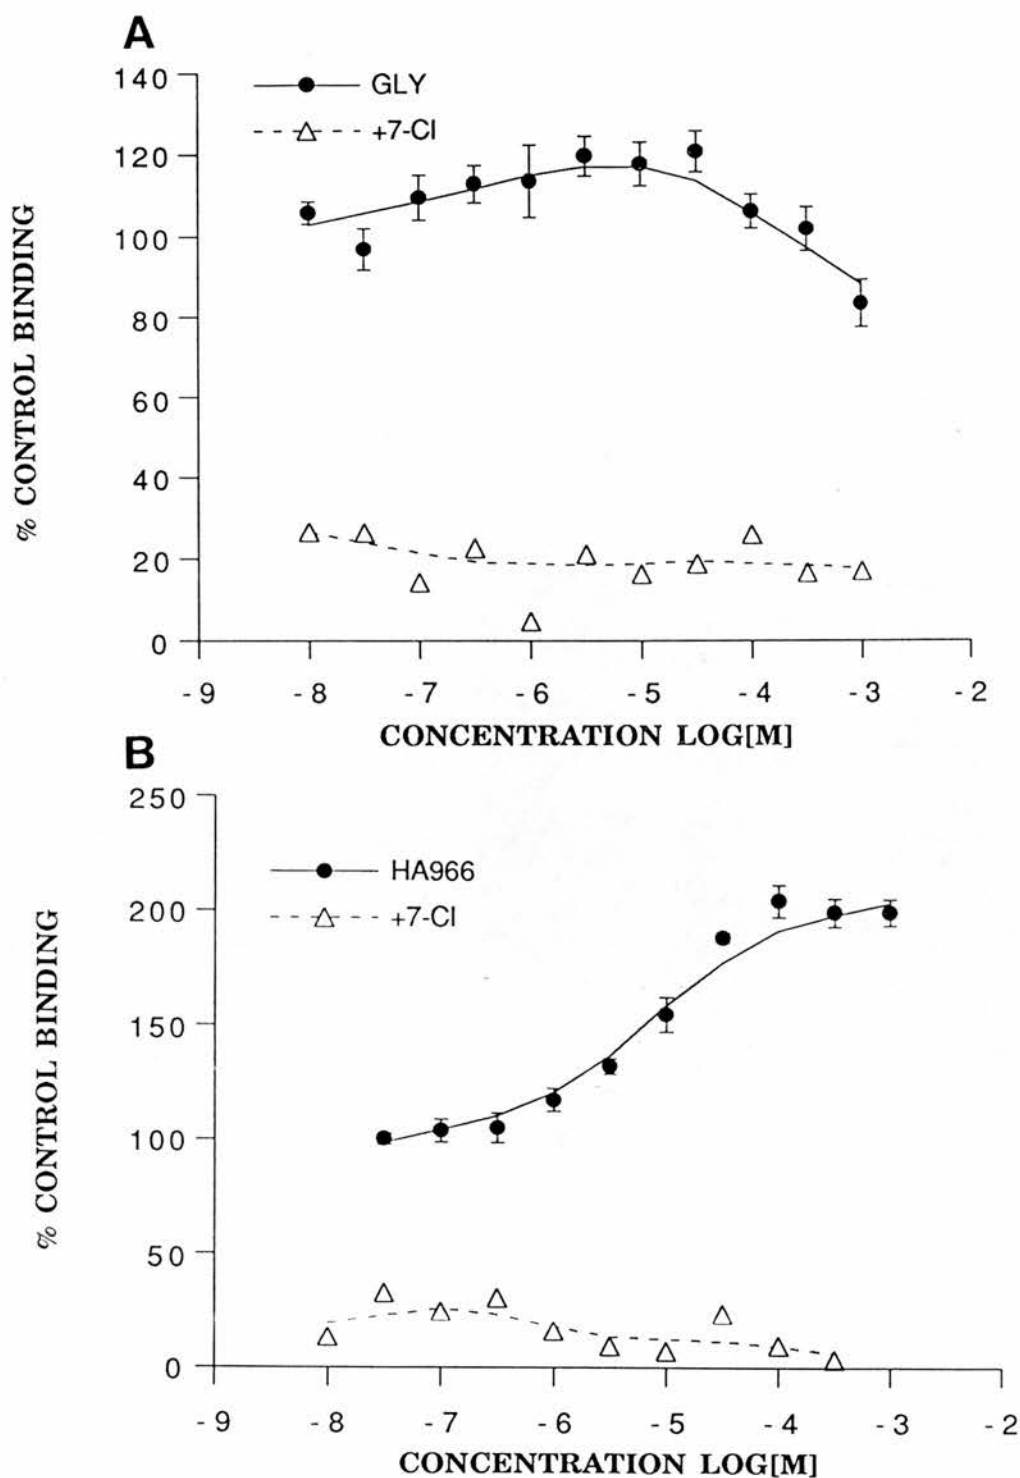 A
140
120
100
80
60
40
20
0
GLY
+7-Cl
% CONTROL BINDING
-9 -8 -7 -6 -5 -4 -3 -2
CONCENTRATION LOG[M]
B
250
200
150
100
50
0
HA966
+7-Cl
% CONTROL BINDING
-9 -8 -7 -6 -5 -4 -3 -2
CONCENTRATION LOG[M]